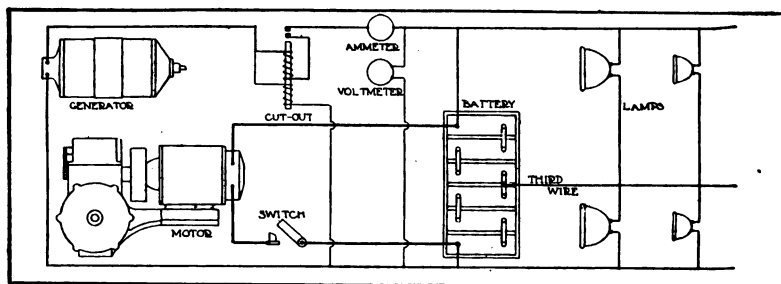 AMMETER
VOLTMETER
GENERATOR
CUT-OUT
BATTERY
LAMPS
THIRD
WIRE
SWITCH
MOTOR